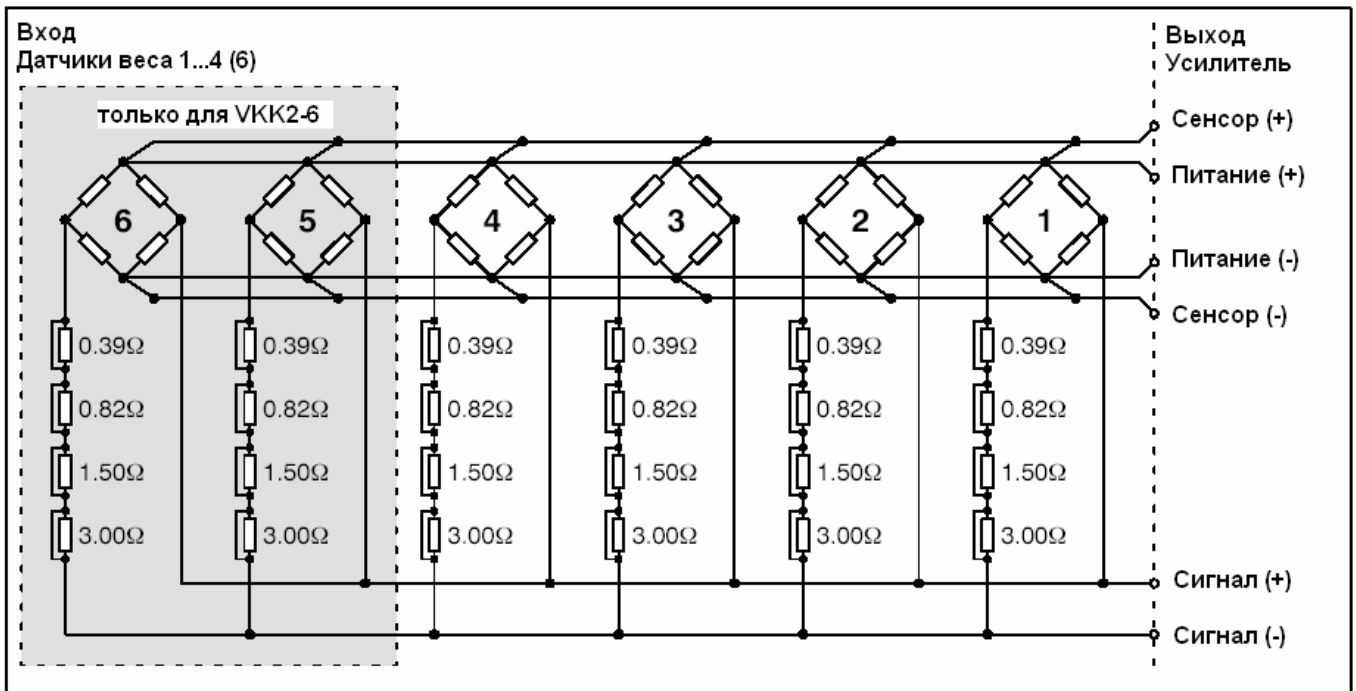 Вход
Датчики веса 1...4 (6)
Выход
Усилитель
только для VKK2-6
Сенсор (+)
Питание (+)
6 5 4 3 2 1
Питание (-)
Сенсор (-)
0.39Ω 0.39Ω 0.39Ω 0.39Ω 0.39Ω 0.39Ω
0.82Ω 0.82Ω 0.82Ω 0.82Ω 0.82Ω 0.82Ω
1.50Ω 1.50Ω 1.50Ω 1.50Ω 1.50Ω 1.50Ω
3.00Ω 3.00Ω 3.00Ω 3.00Ω 3.00Ω 3.00Ω
Сигнал (+)
Сигнал (-)